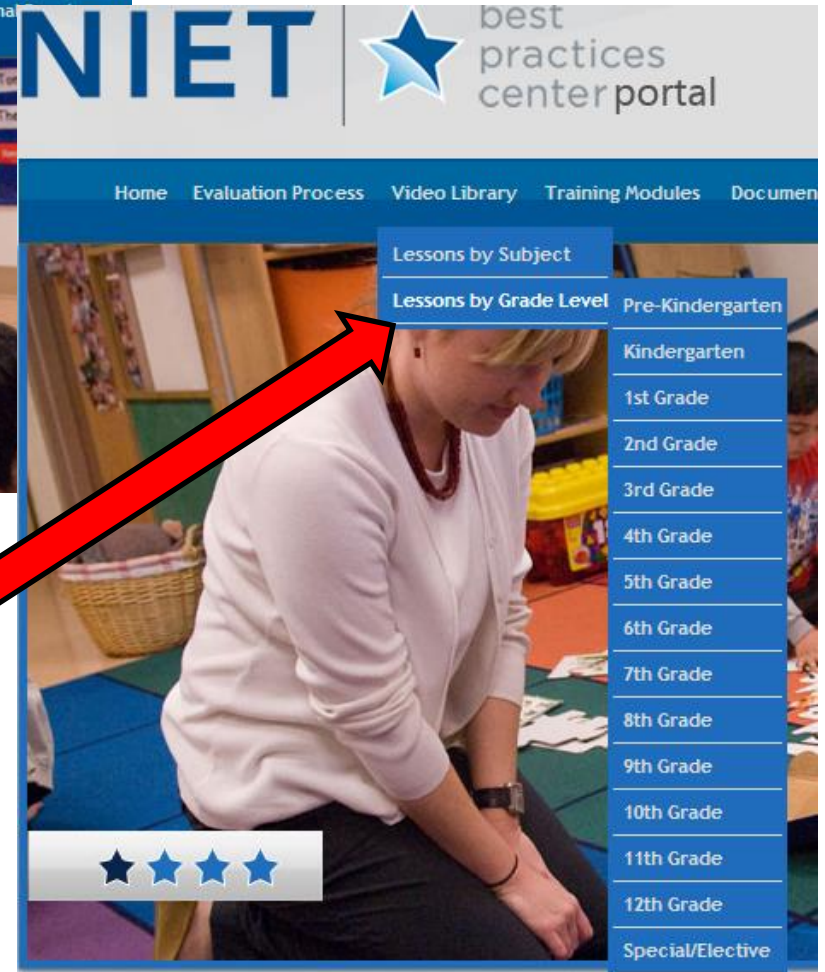 NIET
best
practices
center portal
Home Evaluation Process Video Library Training Modules Documen
Lessons by Subject
Lessons by Grade Level
Pre-Kindergarten
Kindergarten
1st Grade
2nd Grade
3rd Grade
4th Grade
5th Grade
6th Grade
7th Grade
8th Grade
9th Grade
10th Grade
11th Grade
12th Grade
Special/Elective